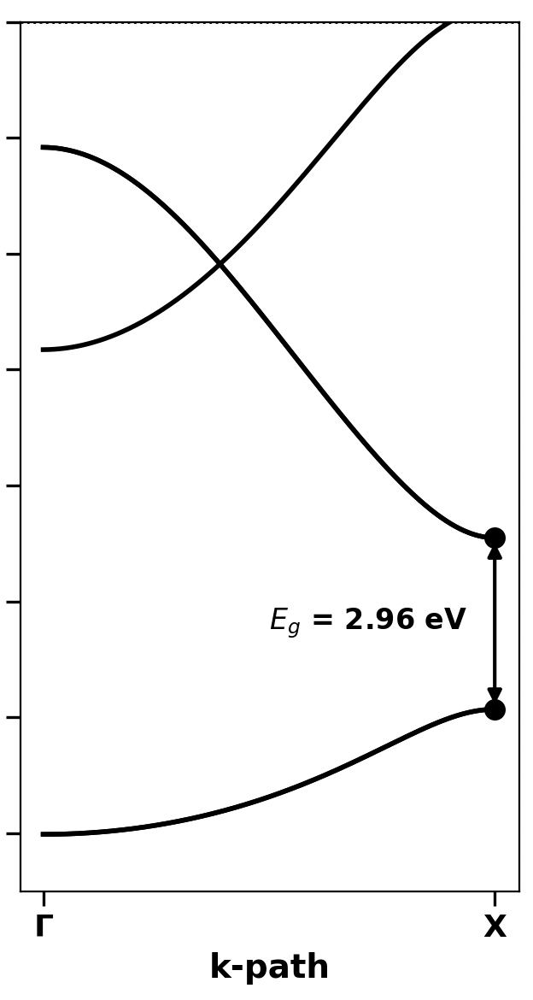 E_g = 2.96 eV
Γ X
k-path